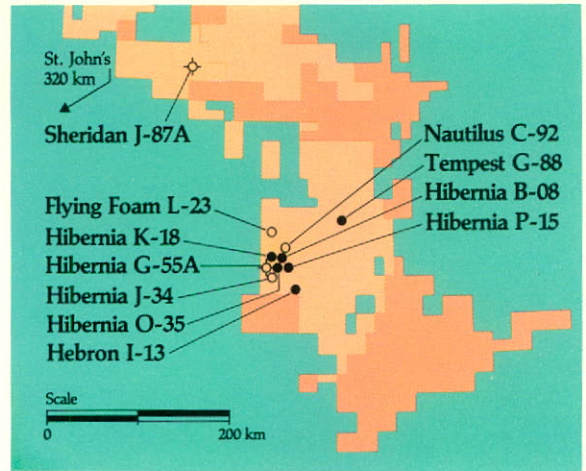 St. John's
320 km
Sheridan J-87A
Nautilus C-92
Tempest G-88
Hibernia B-08
Hibernia P-15
Flying Foam L-23
Hibernia K-18
Hibernia G-55A
Hibernia J-34
Hibernia O-35
Hebron I-13
Scale
0 200 km